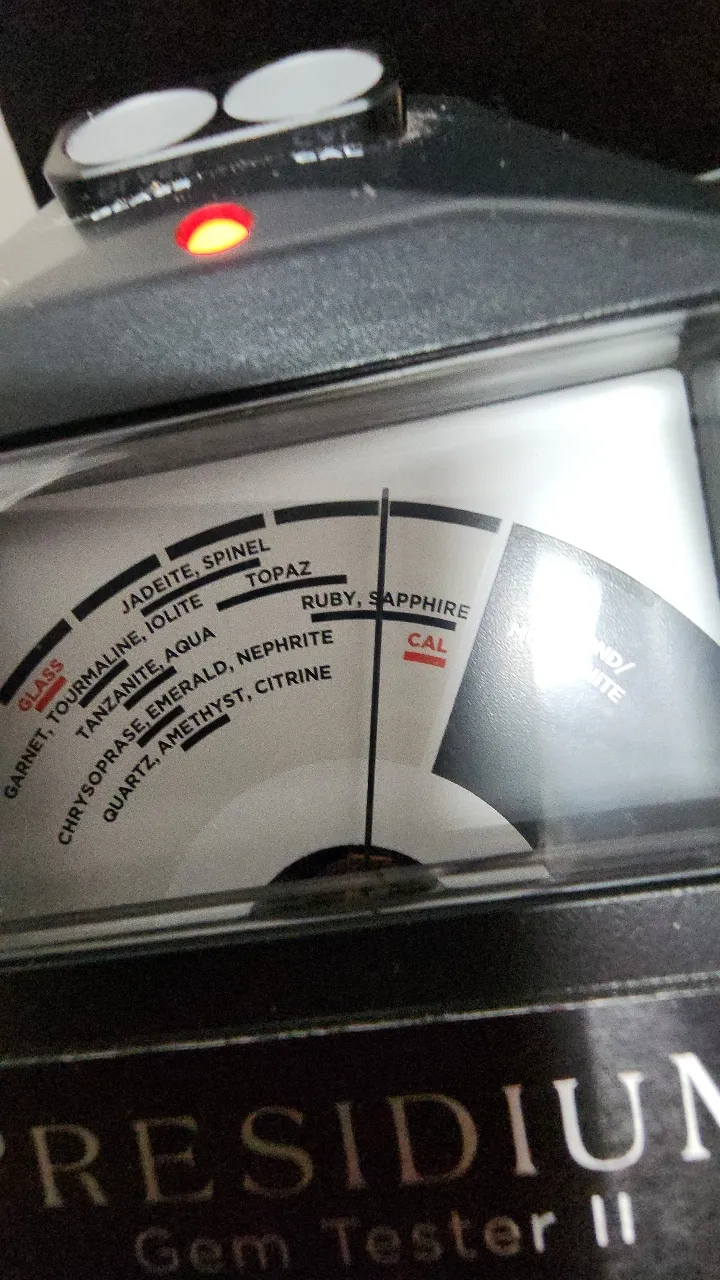 CAL
JADEITE, SPINEL
TOPAZ
RUBY, SAPPHIRE
CAL
GLASS
GARNET, TOURMALINE, IOLITE
TANZANITE, AQUA
CHRYSOPRASE, EMERALD, NEPHRITE
QUARTZ, AMETHYST, CITRINE
PRESIDIUM
Gem Tester II